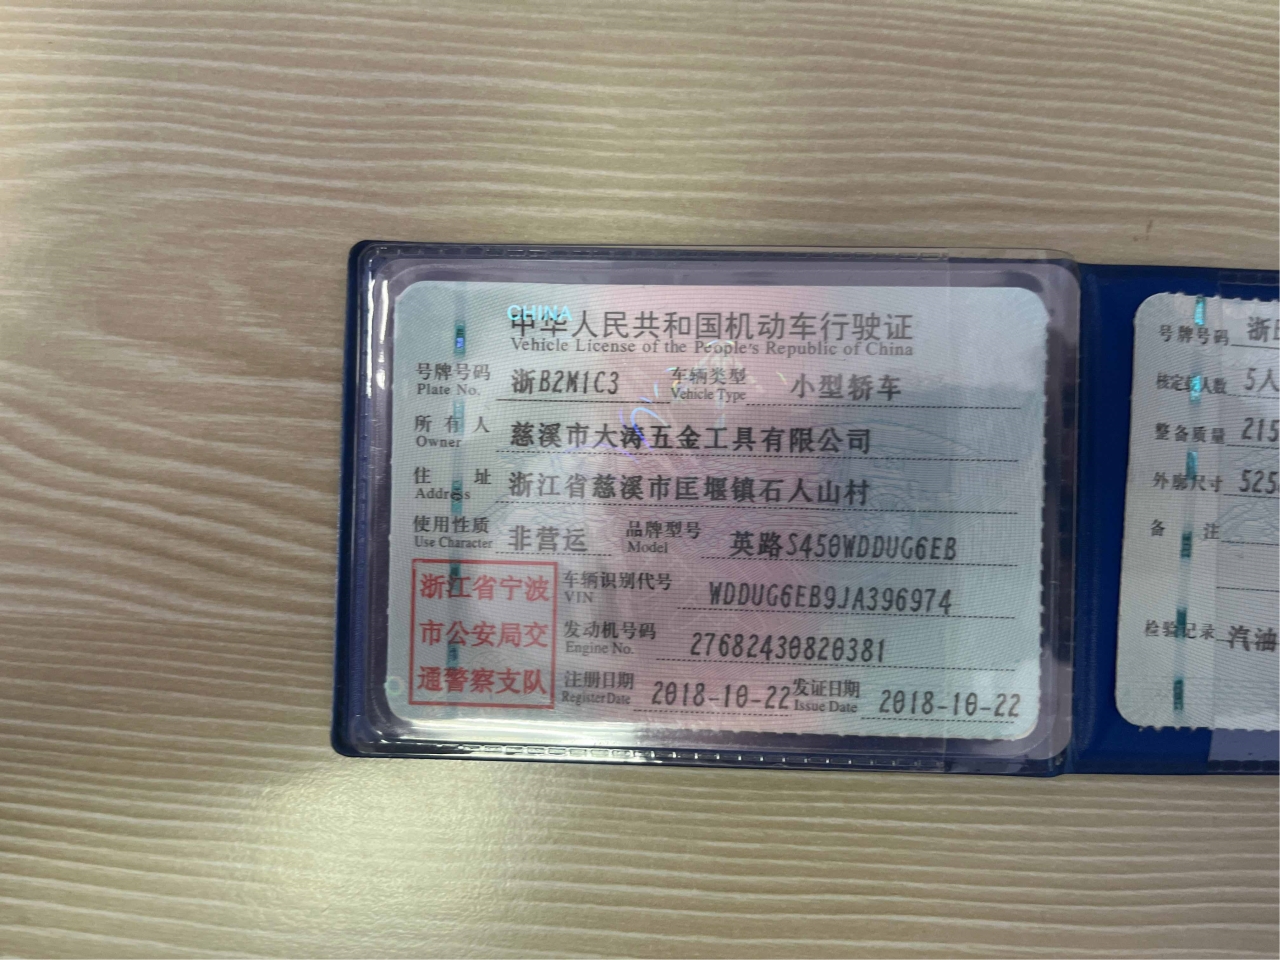 CHINA
中华人民共和国机动车行驶证
Vehicle License of the People's Republic of China
号牌号码 浙B2M1C3 车辆类型 小型轿车
Plate No. Vehicle Type
所有人 慈溪市大涛五金工具有限公司
Owner
住址 浙江省慈溪市匡堰镇石人山村
Address
使用性质 非营运 品牌型号 英路S450WDDUG6EB
Use Character Model
浙江省宁波
市公安局交
通警察支队
车辆识别代号 WDDUG6EB9JA396974
VIN
发动机号码 27682430820381
Engine No.
注册日期 2018-10-22 发证日期 2018-10-22
Register Date Issue Date
号牌号码 浙
核定载人数 5人
整备质量 215
外廓尺寸 525
备注
检验记录 汽油